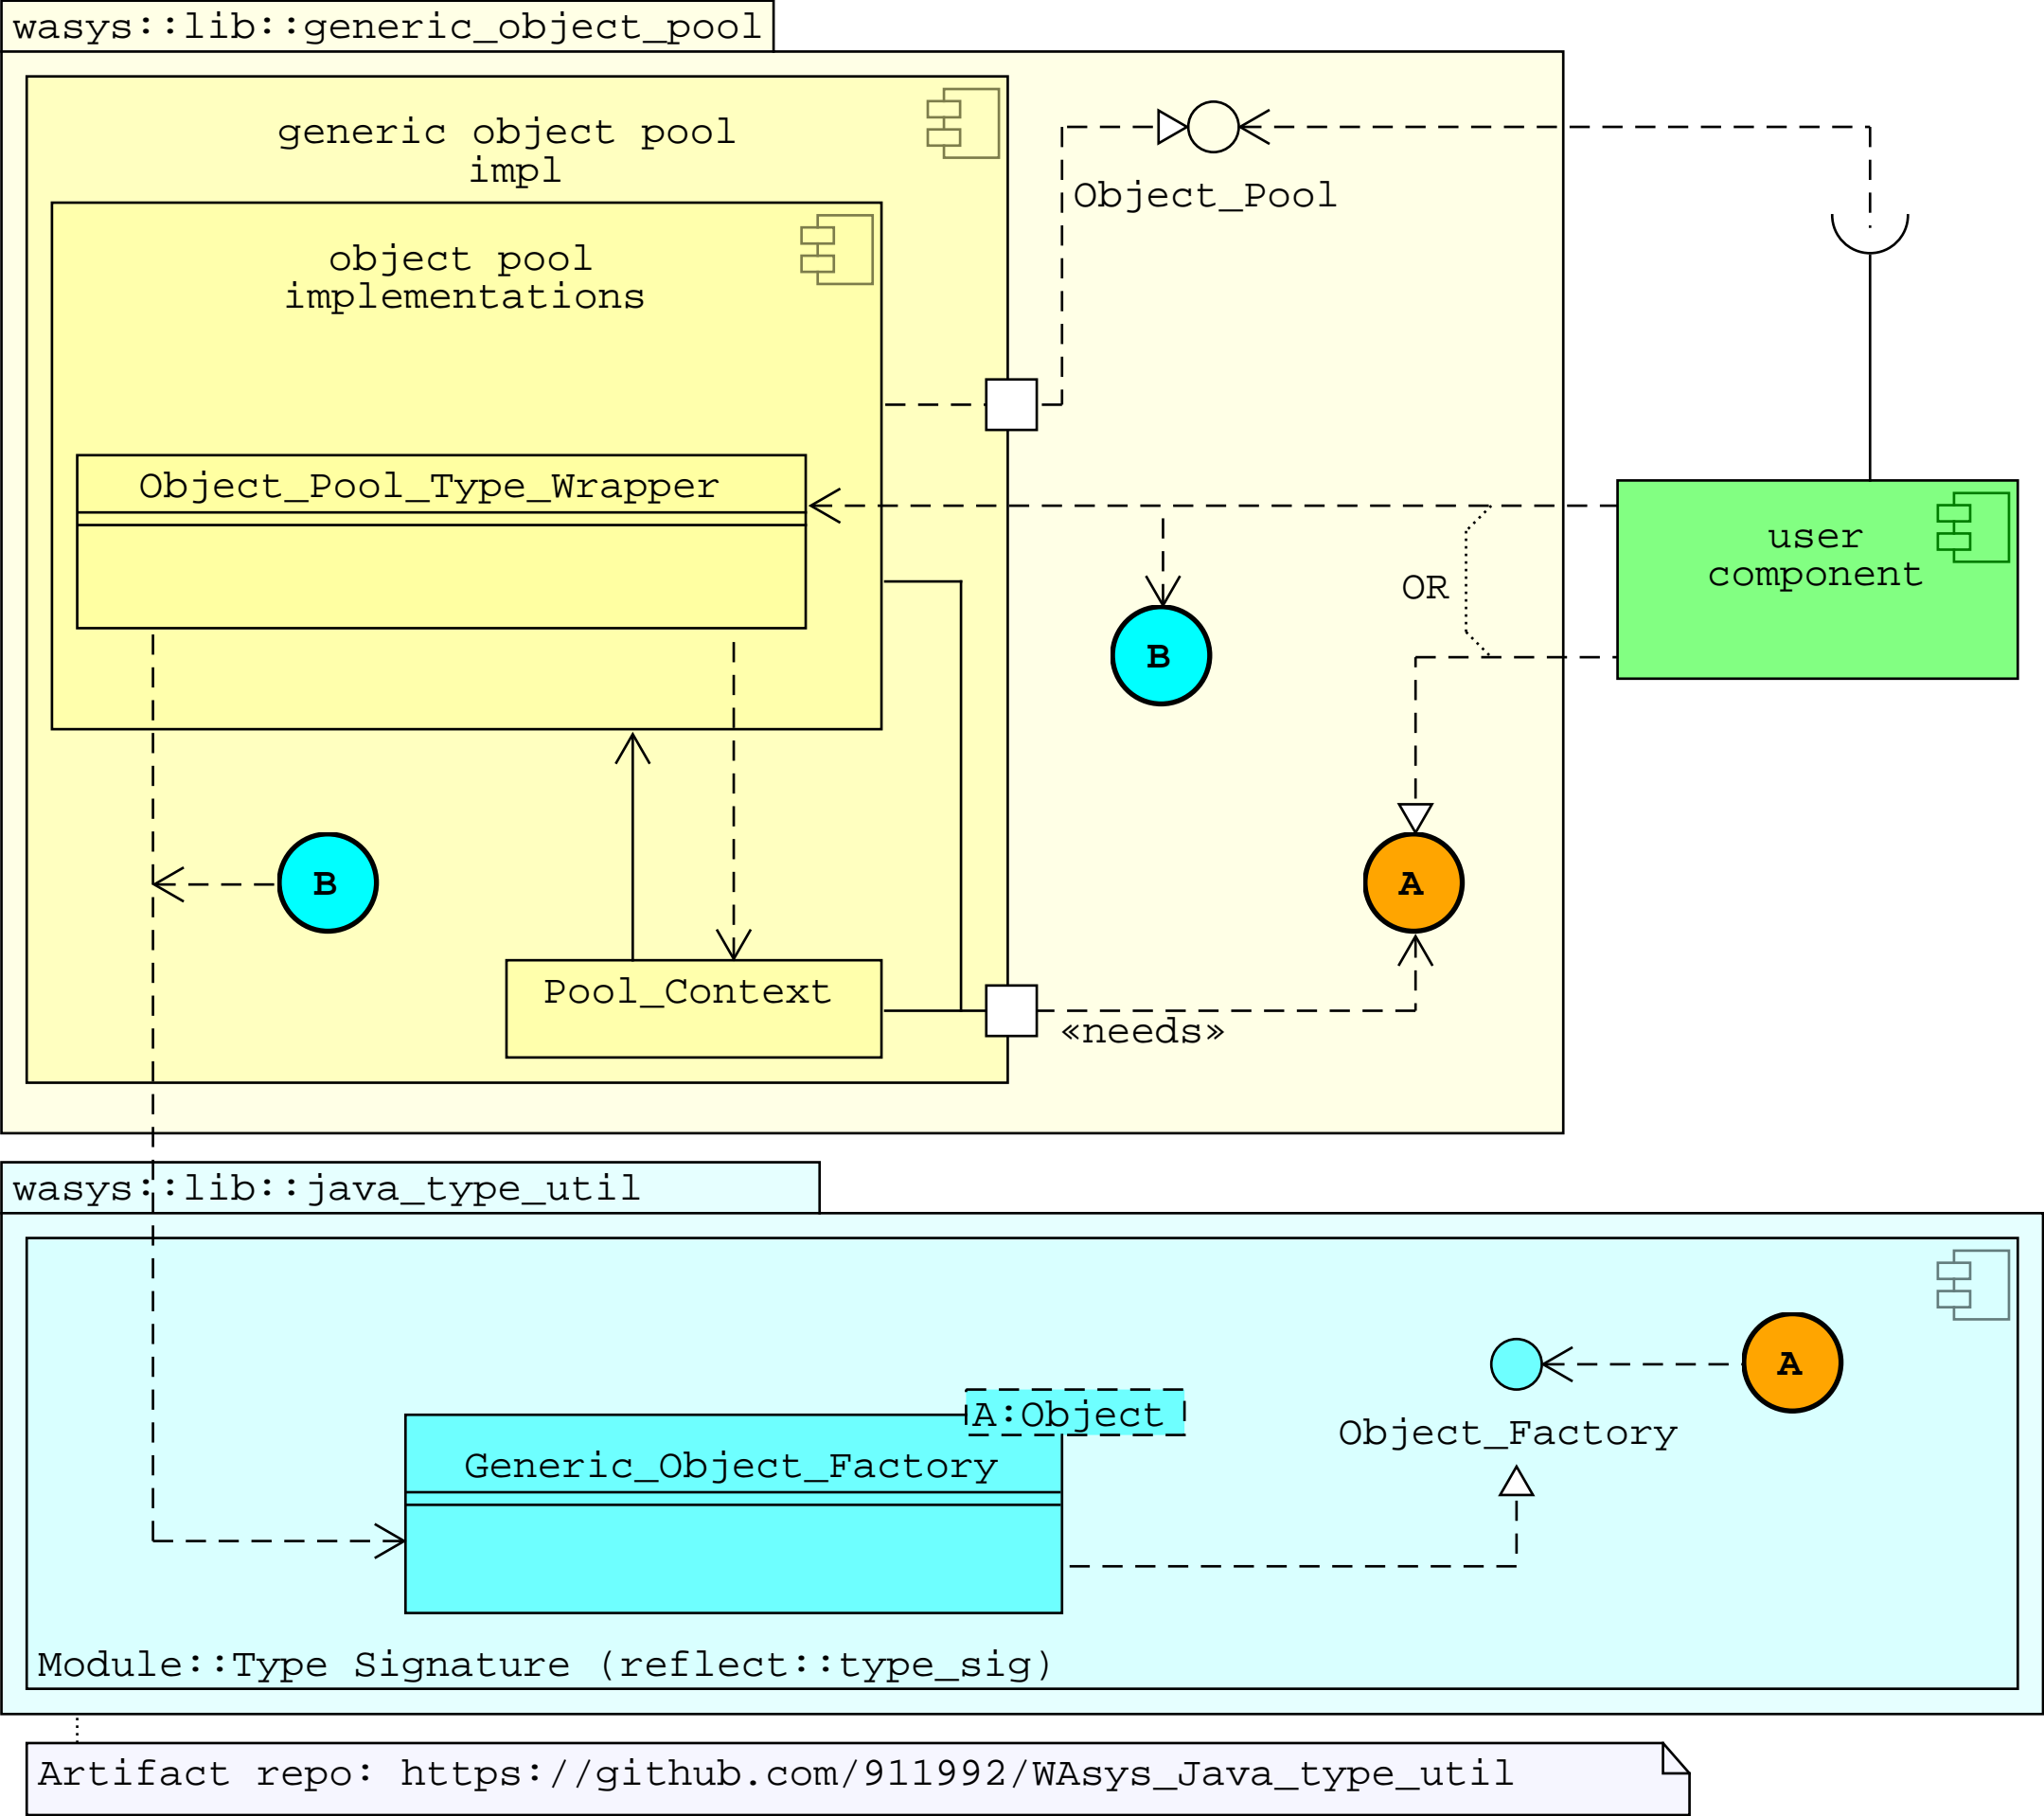 wasys::lib::generic_object_pool
generic object pool
impl
Object_Pool
object pool
implementations
Object_Pool_Type_Wrapper
user
component
OR
B
B
A
Pool_Context
«needs»
wasys::lib::java_type_util
A
A:Object
Object_Factory
Generic_Object_Factory
Module::Type Signature (reflect::type_sig)
Artifact repo: https://github.com/911992/WAsys_Java_type_util